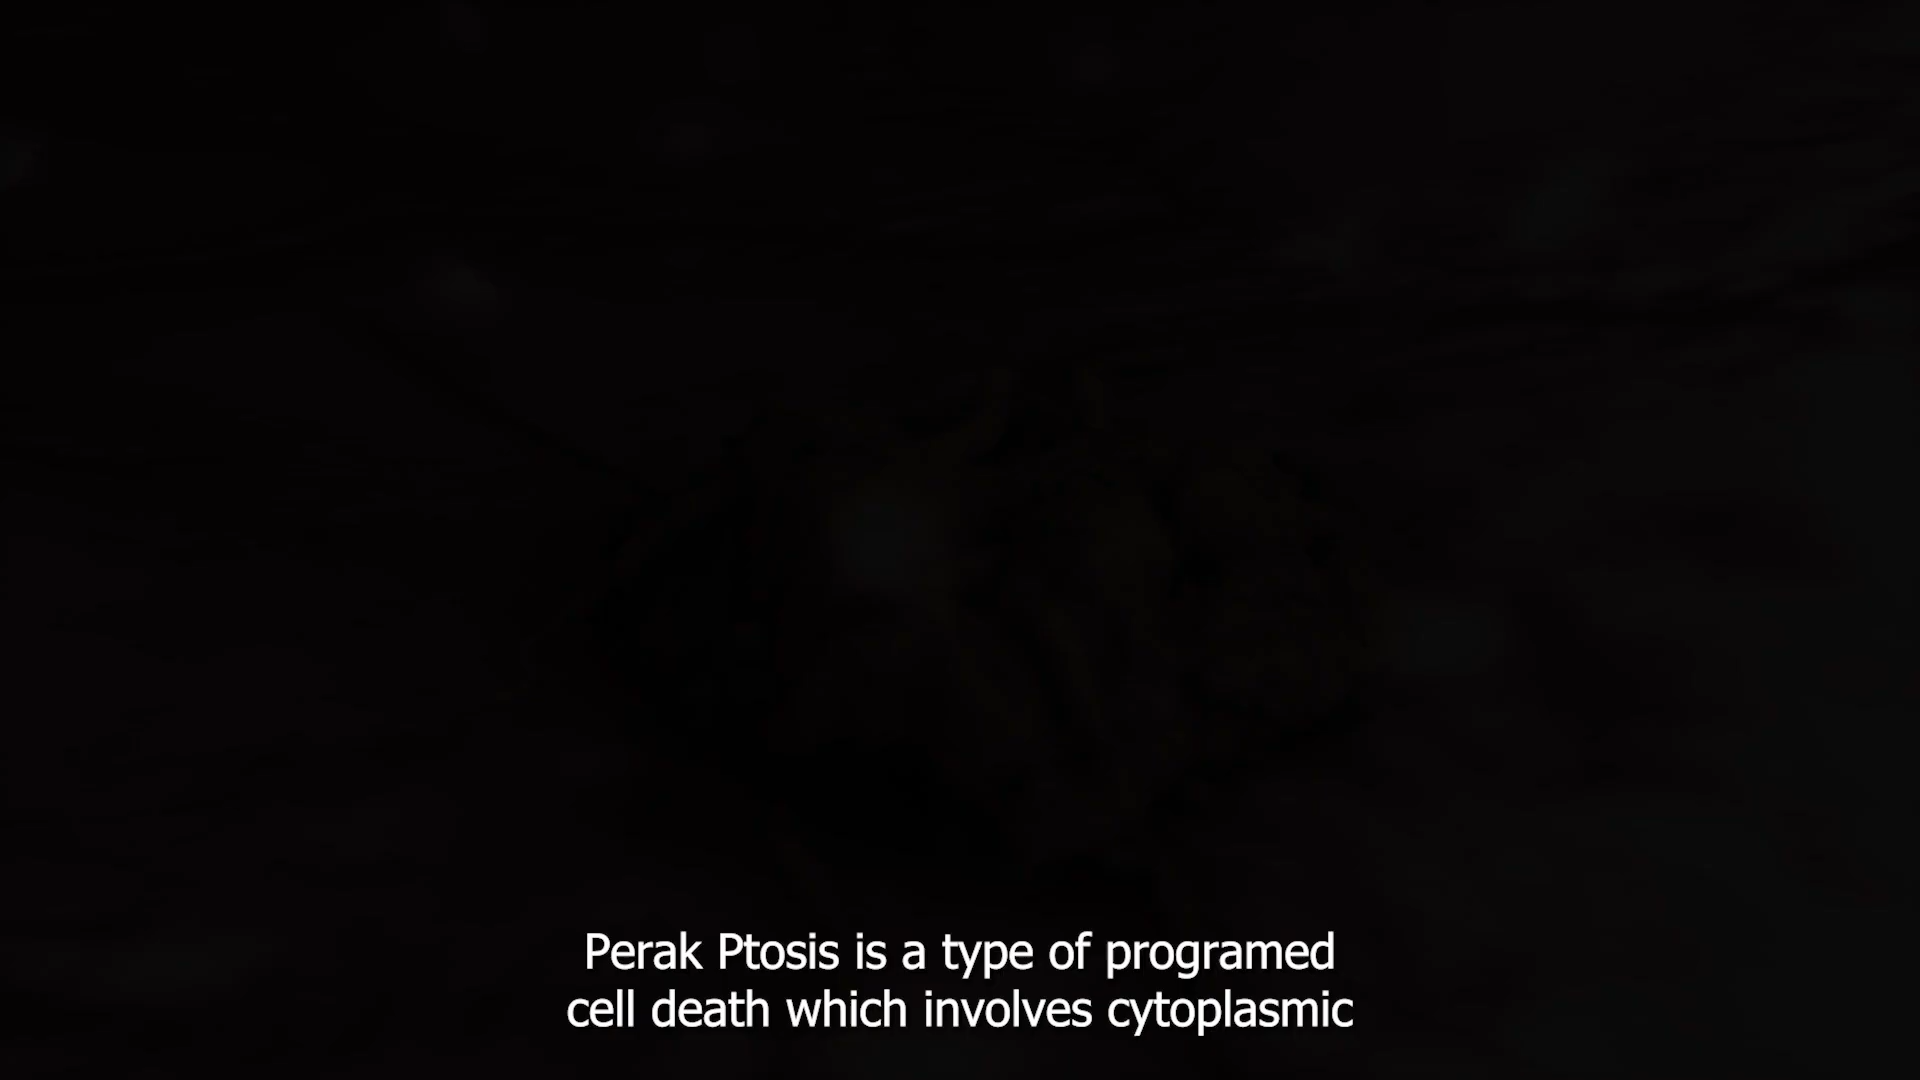 Perak Ptosis is a type of programed
cell death which involves cytoplasmic